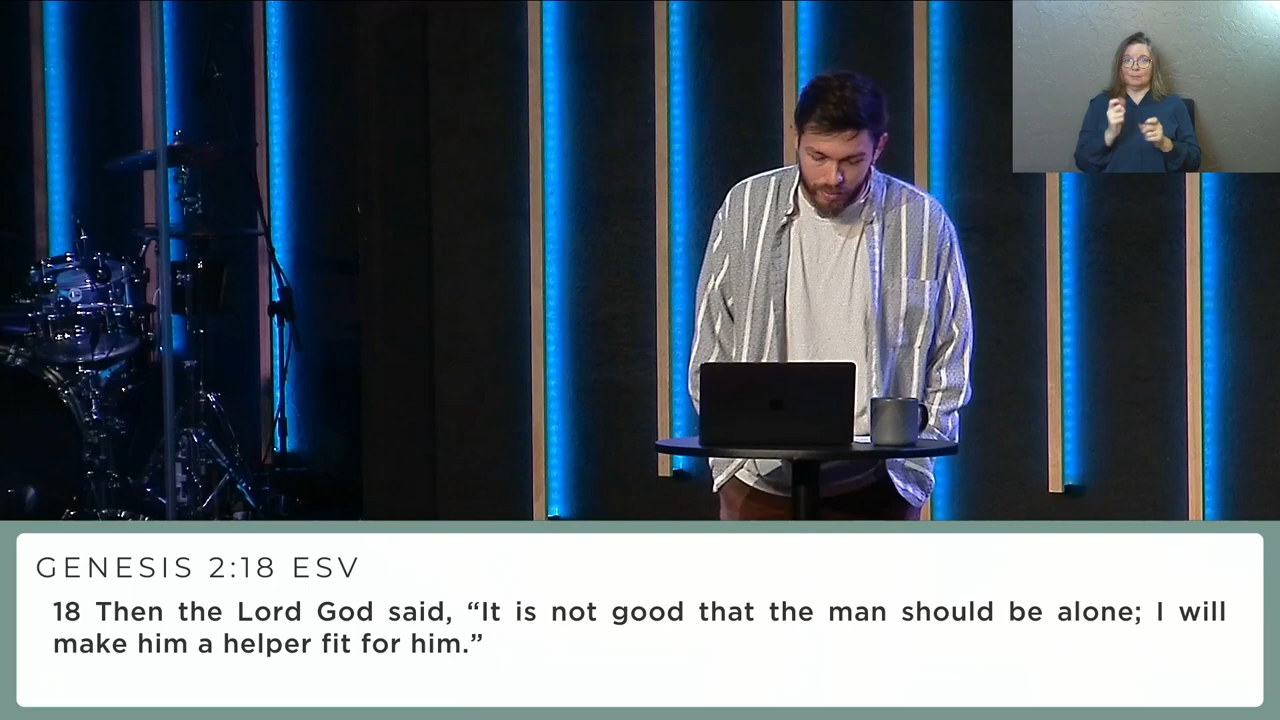 GENESIS 2:18 ESV
18 Then the Lord God said, “It is not good that the man should be alone; I will
make him a helper fit for him.”